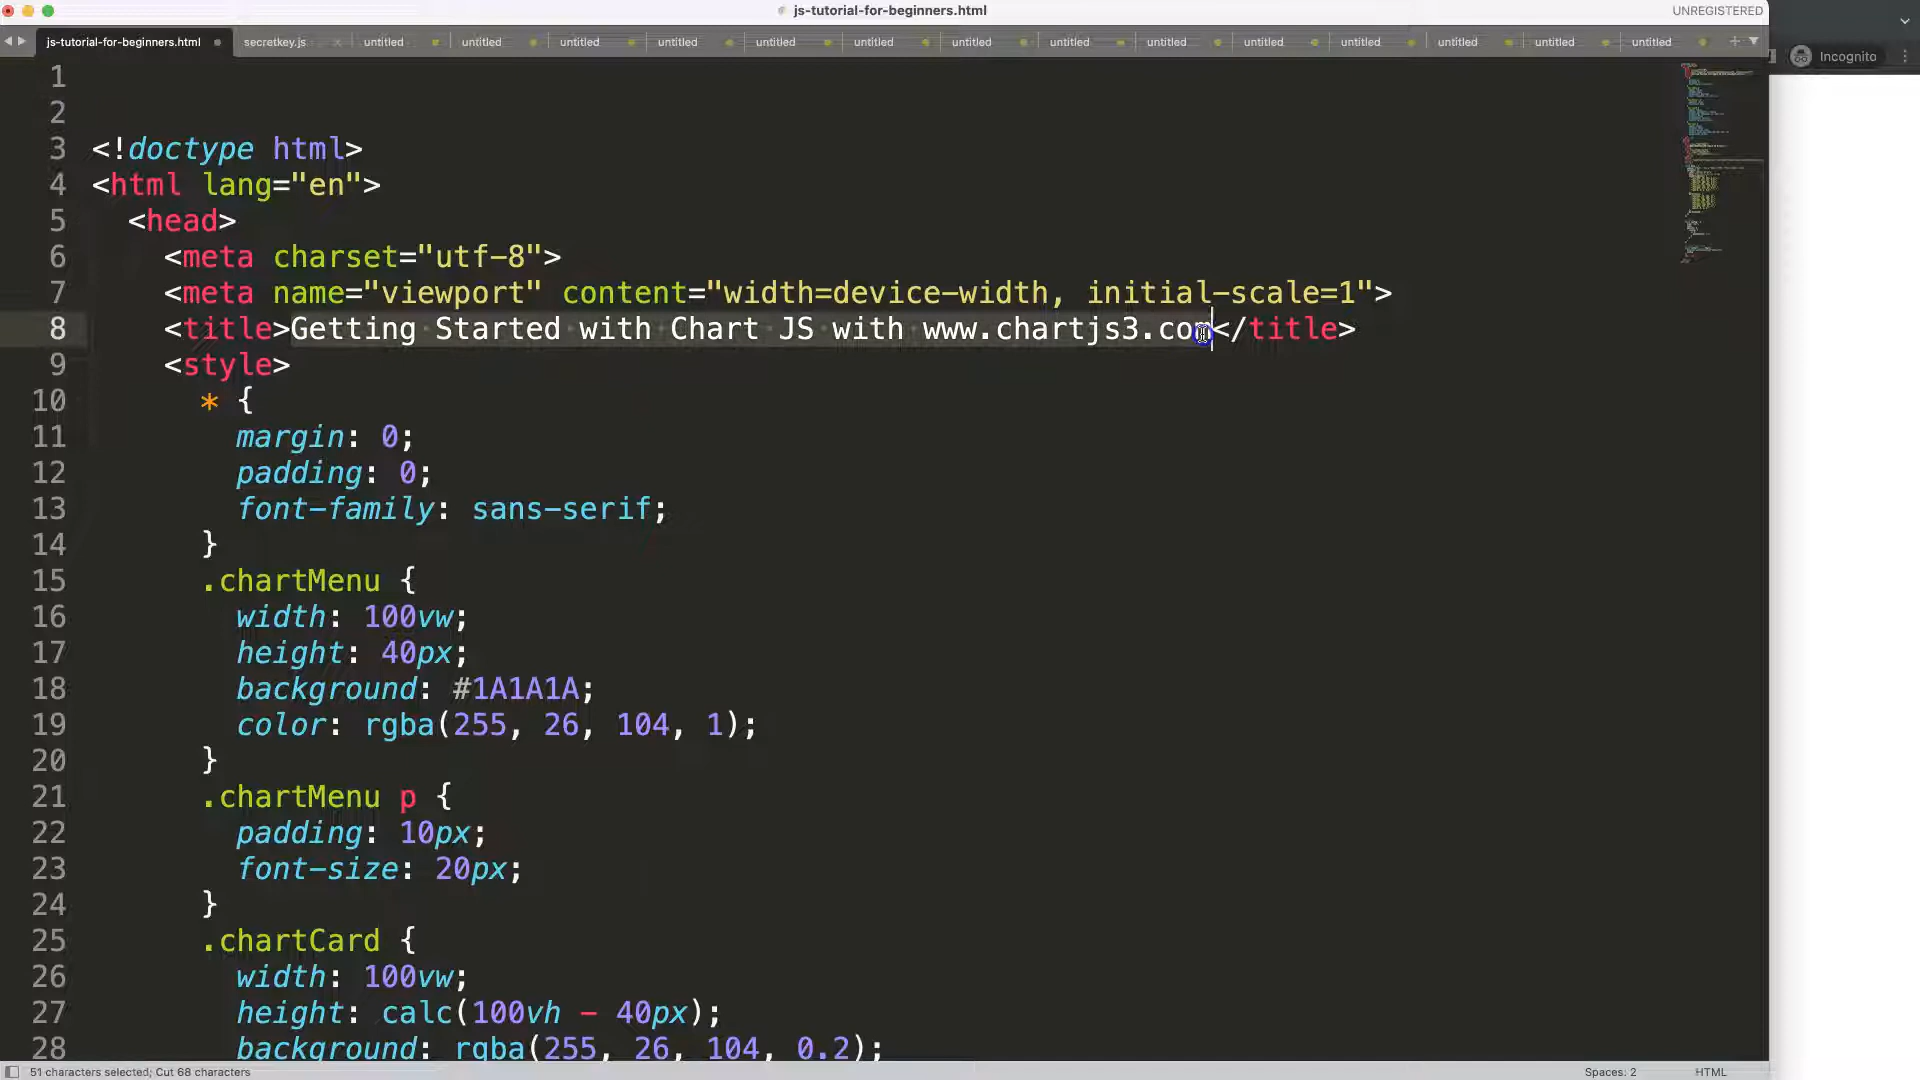 js-tutorial-for-beginners.html
UNREGISTERED
js-tutorial-for-beginners.html secretkey.js untitled untitled untitled untitled untitled untitled untitled untitled untitled untitled untitled untitled untitled untitled
Incognito
1
2
3 <!doctype html>
4 <html lang="en">
5 <head>
6 <meta charset="utf-8">
7 <meta name="viewport" content="width=device-width, initial-scale=1">
8 <title>Getting Started with Chart JS with www.chartjs3.com</title>
9 <style>
10 * {
11 margin: 0;
12 padding: 0;
13 font-family: sans-serif;
14 }
15 .chartMenu {
16 width: 100vw;
17 height: 40px;
18 background: #1A1A1A;
19 color: rgba(255, 26, 104, 1);
20 }
21 .chartMenu p {
22 padding: 10px;
23 font-size: 20px;
24 }
25 .chartCard {
26 width: 100vw;
27 height: calc(100vh - 40px);
28 background: rgba(255, 26, 104, 0.2);
51 characters selected; Cut 68 characters
Spaces: 2
HTML